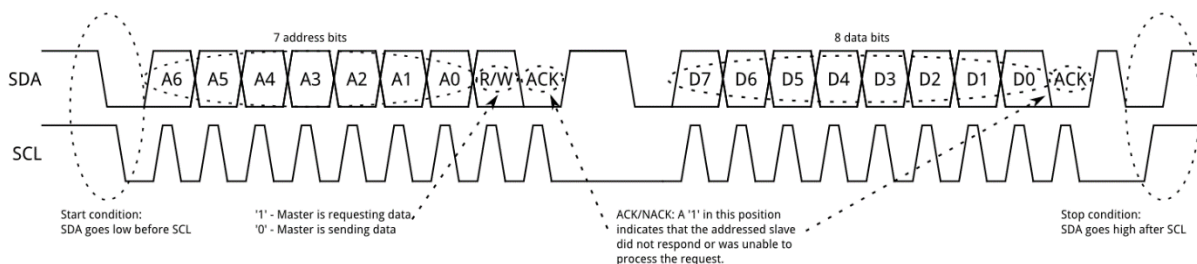 7 address bits
8 data bits
SDA
A6 A5 A4 A3 A2 A1 A0 R/W ACK
D7 D6 D5 D4 D3 D2 D1 D0 ACK
SCL
Start condition:
SDA goes low before SCL
'1' - Master is requesting data,
'0' - Master is sending data
ACK/NACK: A '1' in this position
indicates that the addressed slave
did not respond or was unable to
process the request.
Stop condition:
SDA goes high after SCL